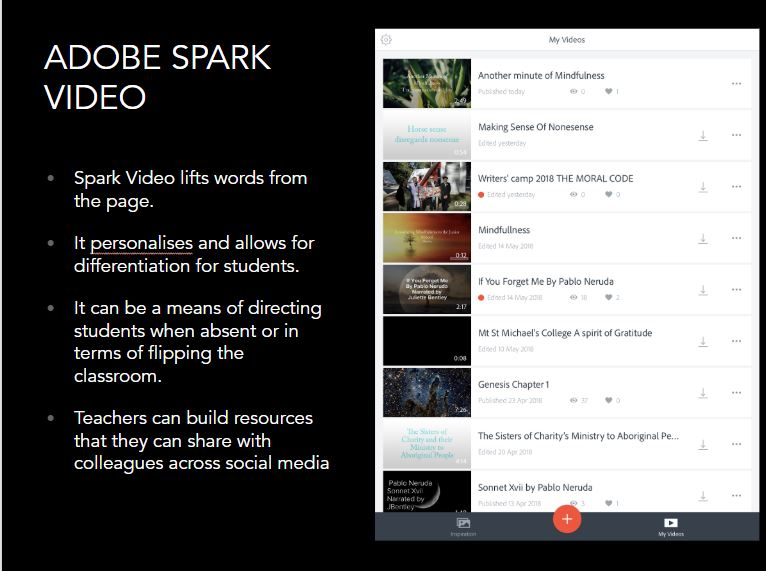 ADOBE SPARK
VIDEO
• Spark Video lifts words from
the page.
• It personalises and allows for
differentiation for students.
• It can be a means of directing
students when absent or in
terms of flipping the
classroom.
• Teachers can build resources
that they can share with
colleagues across social media
My Videos
Another minute of Mindfulness
Published today 0 1
2:49
Making Sense Of Nonesense
Edited yesterday
Horse sense
disregards nonsense
0:54
Writers' camp 2018 THE MORAL CODE
Edited yesterday 0 0
0:28
Mindfullness
Edited 14 May 2018
0:12
If You Forget Me By Pablo Neruda
Edited 14 May 2018 18 2
If You Forget Me
By Pablo Neruda
Narrated by
Juliette Bentley
2:17
Mt St Michael's College A spirit of Gratitude
Edited 10 May 2018
0:08
Genesis Chapter 1
Published 23 Apr 2018 37 0
7:26
The Sisters of Charity's Ministry to Aboriginal Pe...
Edited 20 Apr 2018
The Sisters of
Charity and their
Ministry to
Aboriginal People
4:14
Sonnet Xvii by Pablo Neruda
Published 13 Apr 2018 3 1
Pablo Neruda
Sonnet Xvii
Narrated by
JBentley
Inspiration
My Videos